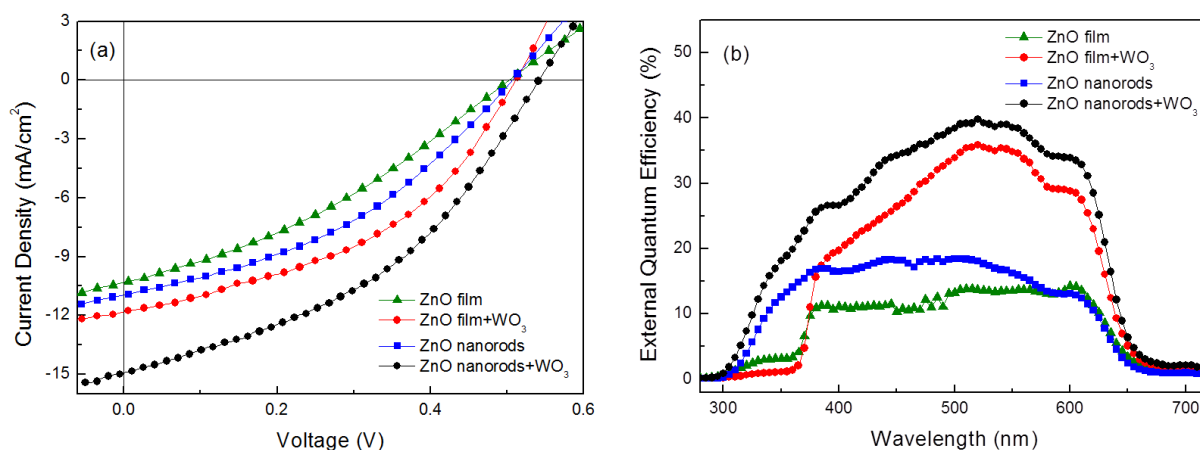 (a)
Current Density (mA/cm²)
3
0
-3
-6
-9
-12
-15
0.0
0.2
0.4
0.6
Voltage (V)
ZnO film
ZnO film+WO₃
ZnO nanorods
ZnO nanorods+WO₃
(b)
External Quantum Efficiency (%)
50
40
30
20
10
0
300
400
500
600
700
Wavelength (nm)
ZnO film
ZnO film+WO₃
ZnO nanorods
ZnO nanorods+WO₃